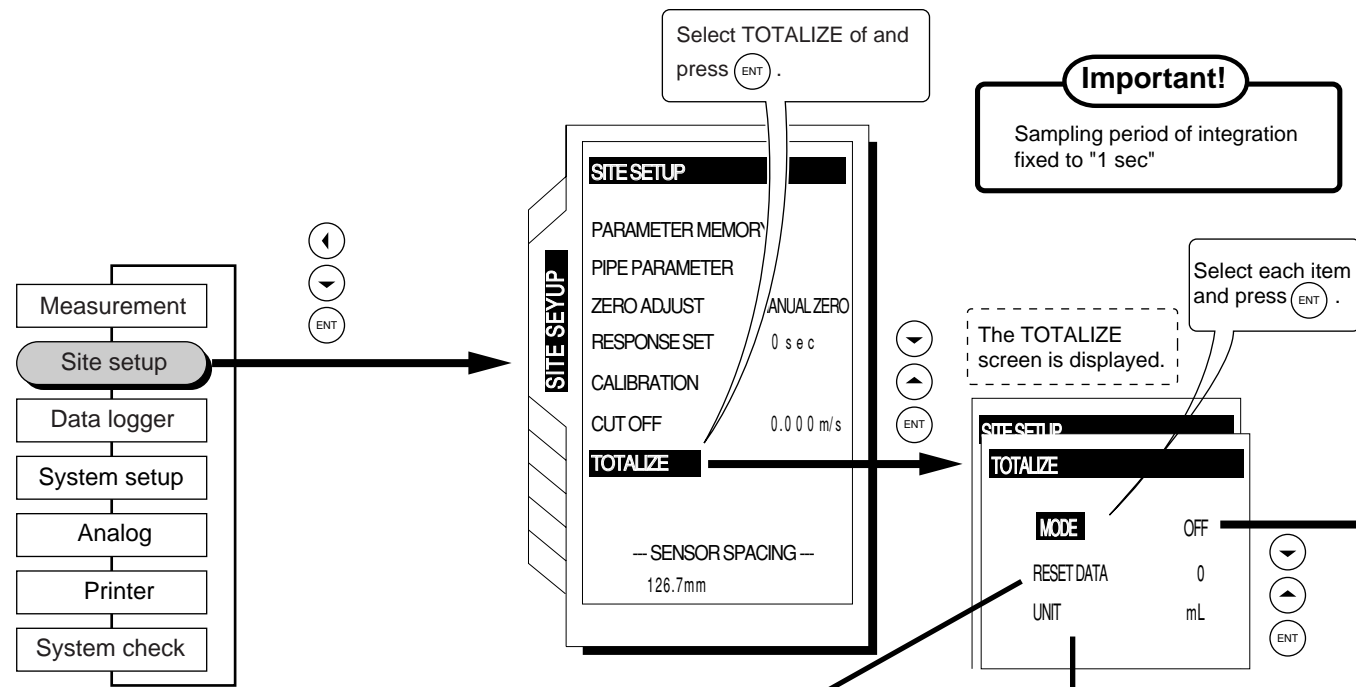 Select TOTALIZE of and
press ENT .
Important!
Sampling period of integration
fixed to "1 sec"
Measurement
Site setup
Data logger
System setup
Analog
Printer
System check
ENT
SITE SEYUP
SITE SETUP
PARAMETER MEMORY
PIPE PARAMETER
ZERO ADJUST ANUAL ZERO
RESPONSE SET 0 sec
CALIBRATION
CUT OFF 0.000 m/s
TOTALIZE
--- SENSOR SPACING ---
126.7mm
ENT
The TOTALIZE
screen is displayed.
Select each item
and press ENT .
SITE SETUP
TOTALIZE
MODE OFF
RESET DATA 0
UNIT mL
ENT